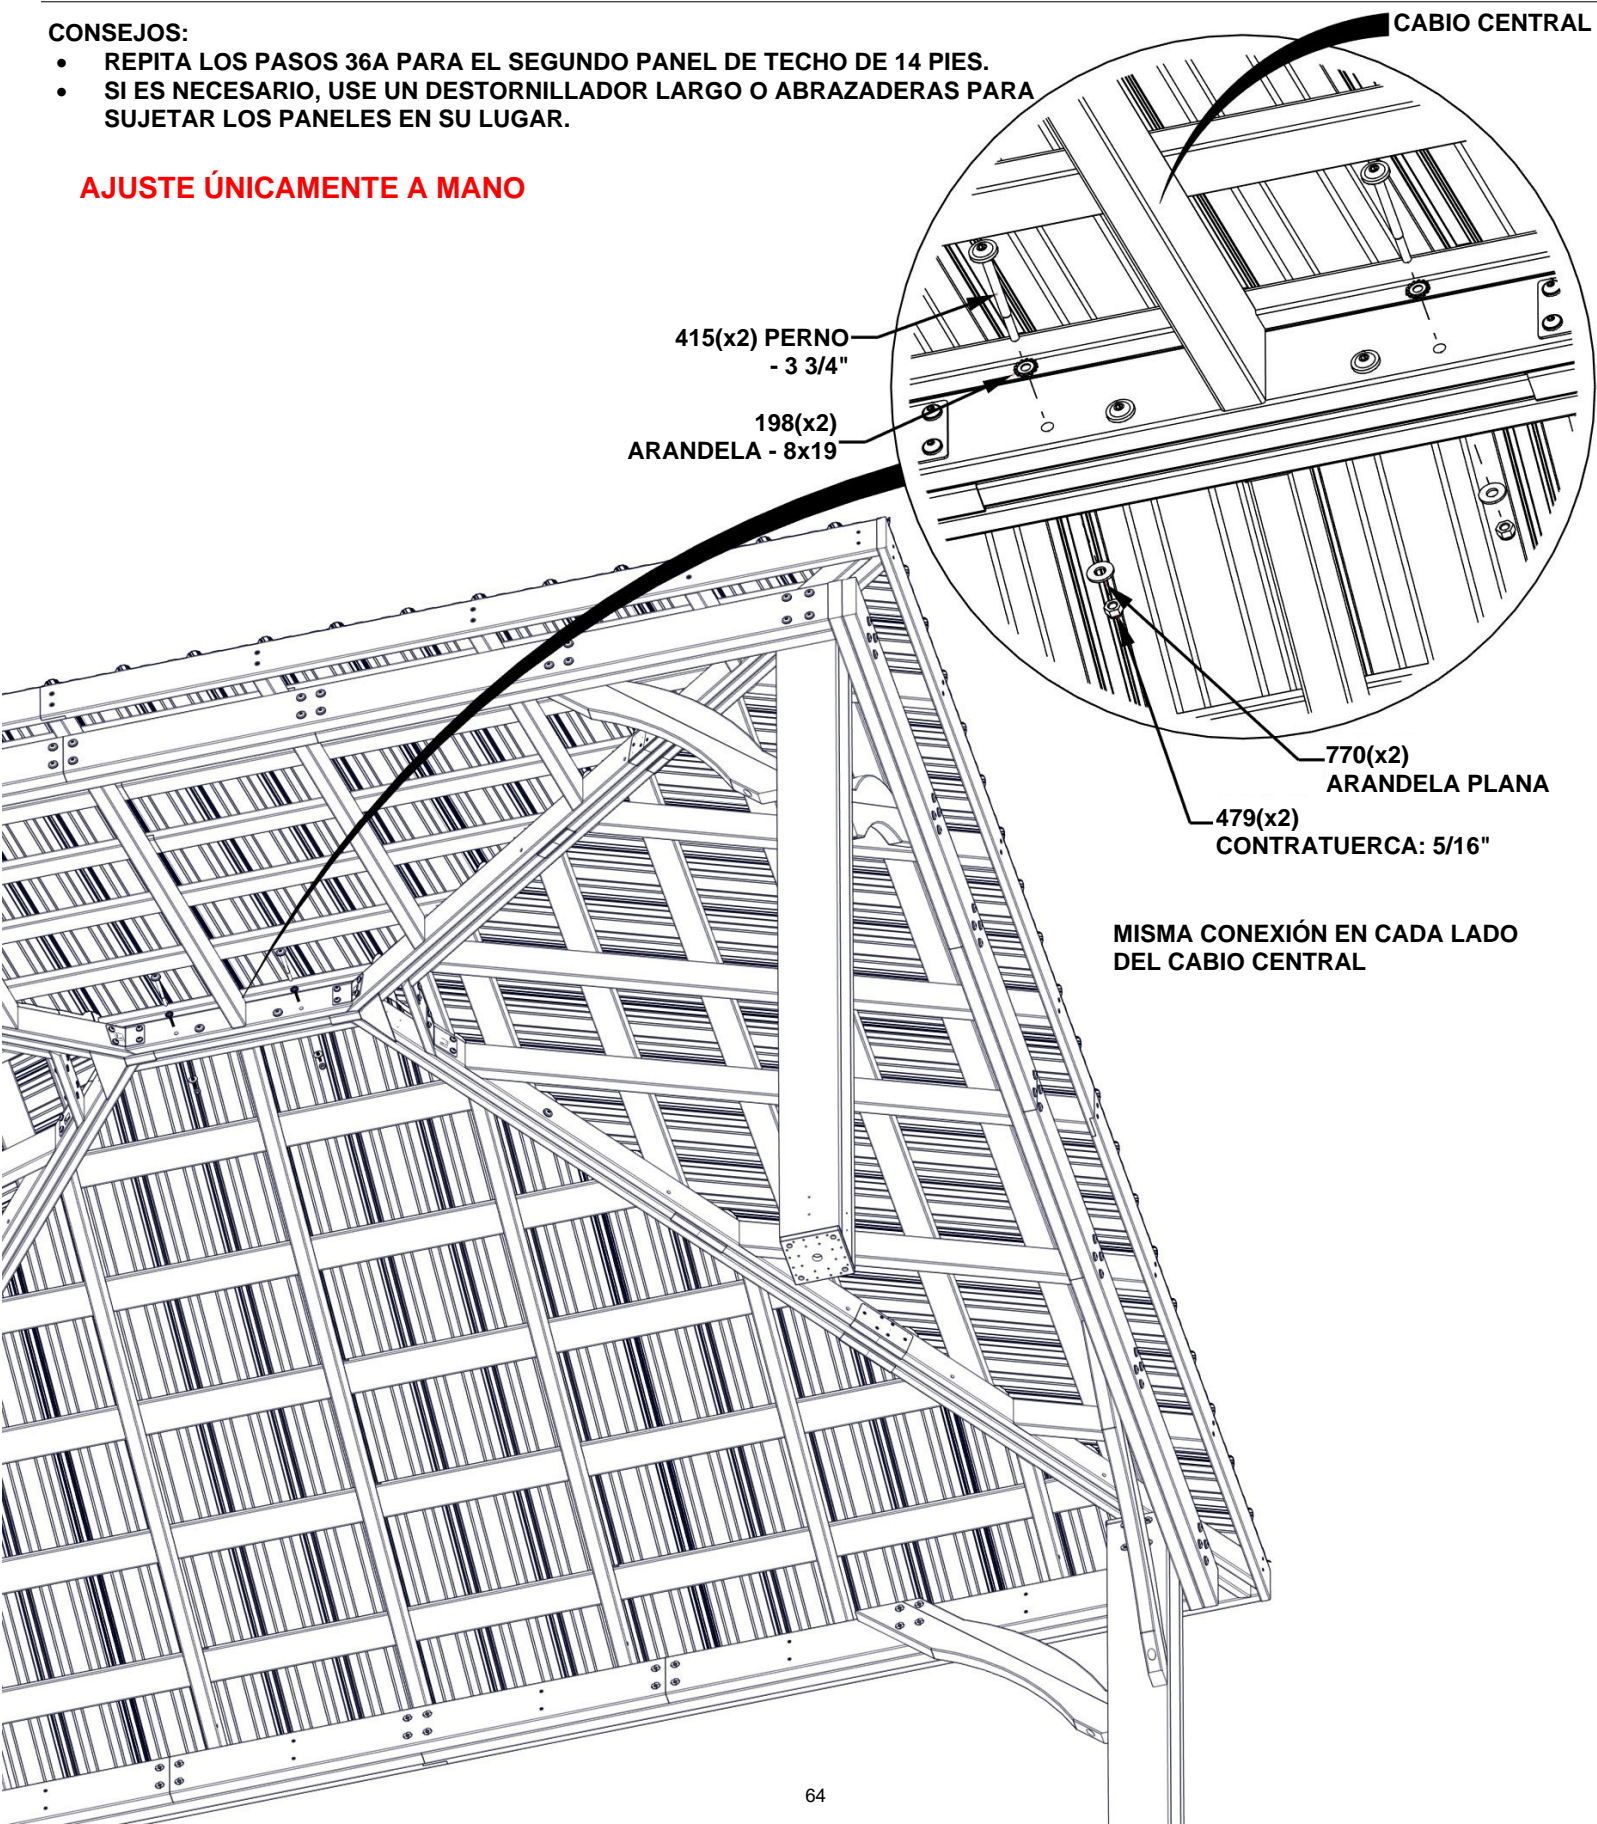 CONSEJOS:
• REPITA LOS PASOS 36A PARA EL SEGUNDO PANEL DE TECHO DE 14 PIES.
• SI ES NECESARIO, USE UN DESTORNILLADOR LARGO O ABRAZADERAS PARA
SUJETAR LOS PANELES EN SU LUGAR.
AJUSTE ÚNICAMENTE A MANO
CABIO CENTRAL
415(x2) PERNO
- 3 3/4"
198(x2)
ARANDELA - 8x19
770(x2)
ARANDELA PLANA
479(x2)
CONTRATUERCA: 5/16"
MISMA CONEXIÓN EN CADA LADO
DEL CABIO CENTRAL
64